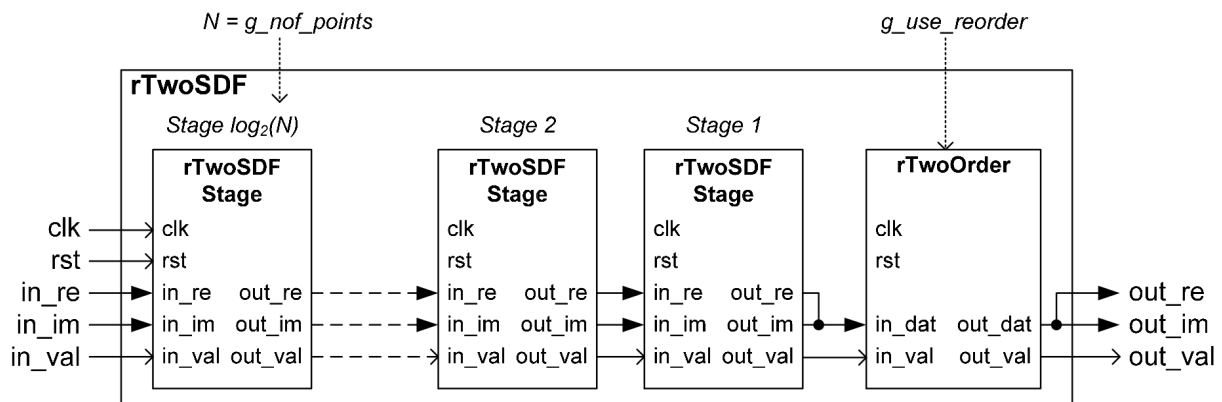 N = g_nof_points
g_use_reorder
rTwoSDF
Stage log2(N)
Stage 2
Stage 1
rTwoSDF
Stage
rTwoSDF
Stage
rTwoSDF
Stage
rTwoOrder
clk
clk
clk
clk
clk
rst
rst
rst
rst
rst
in_re
in_re out_re
in_re out_re
in_re out_re
out_re
in_im
in_im out_im
in_im out_im
in_im out_im
in_dat out_dat
out_im
in_val
in_val out_val
in_val out_val
in_val out_val
in_val out_val
out_val